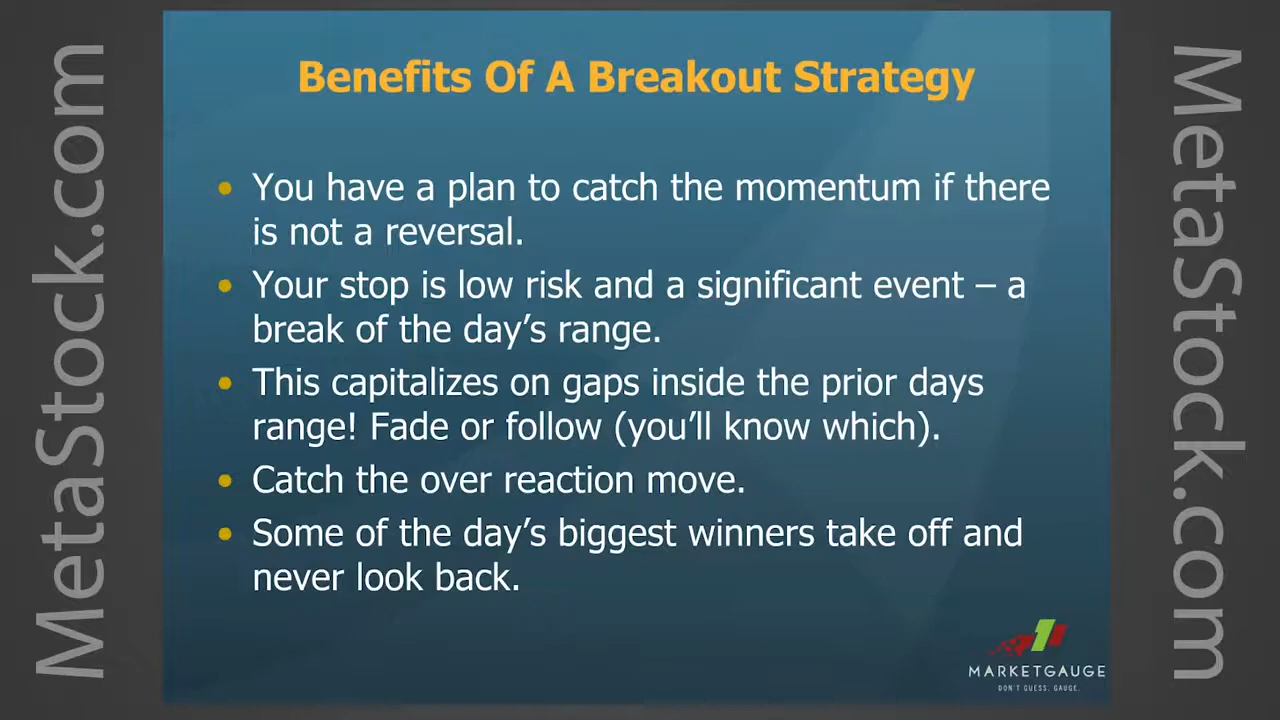 MetaStock.com
Benefits Of A Breakout Strategy
You have a plan to catch the momentum if there
is not a reversal.
Your stop is low risk and a significant event – a
break of the day’s range.
This capitalizes on gaps inside the prior days
range! Fade or follow (you’ll know which).
Catch the over reaction move.
Some of the day’s biggest winners take off and
never look back.
MARKETGAUGE
DON'T GUESS. GAUGE.
MetaStock.com